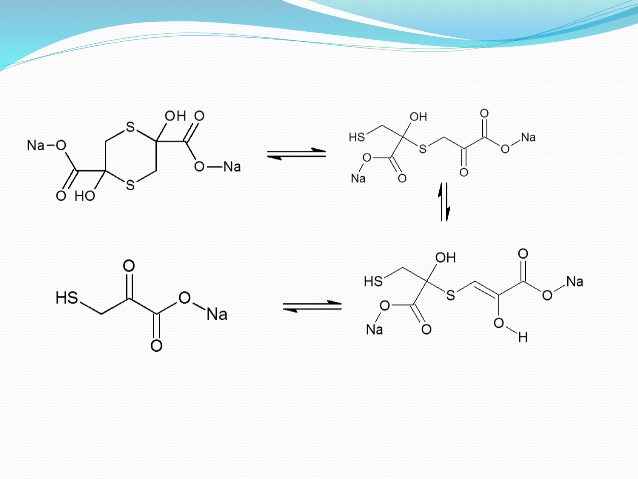 S OH O
Na O
O Na
O HO S
OH O
HS
O S O Na
Na O O
O
HS O Na
O
OH O
HS
O S O Na
Na O O H